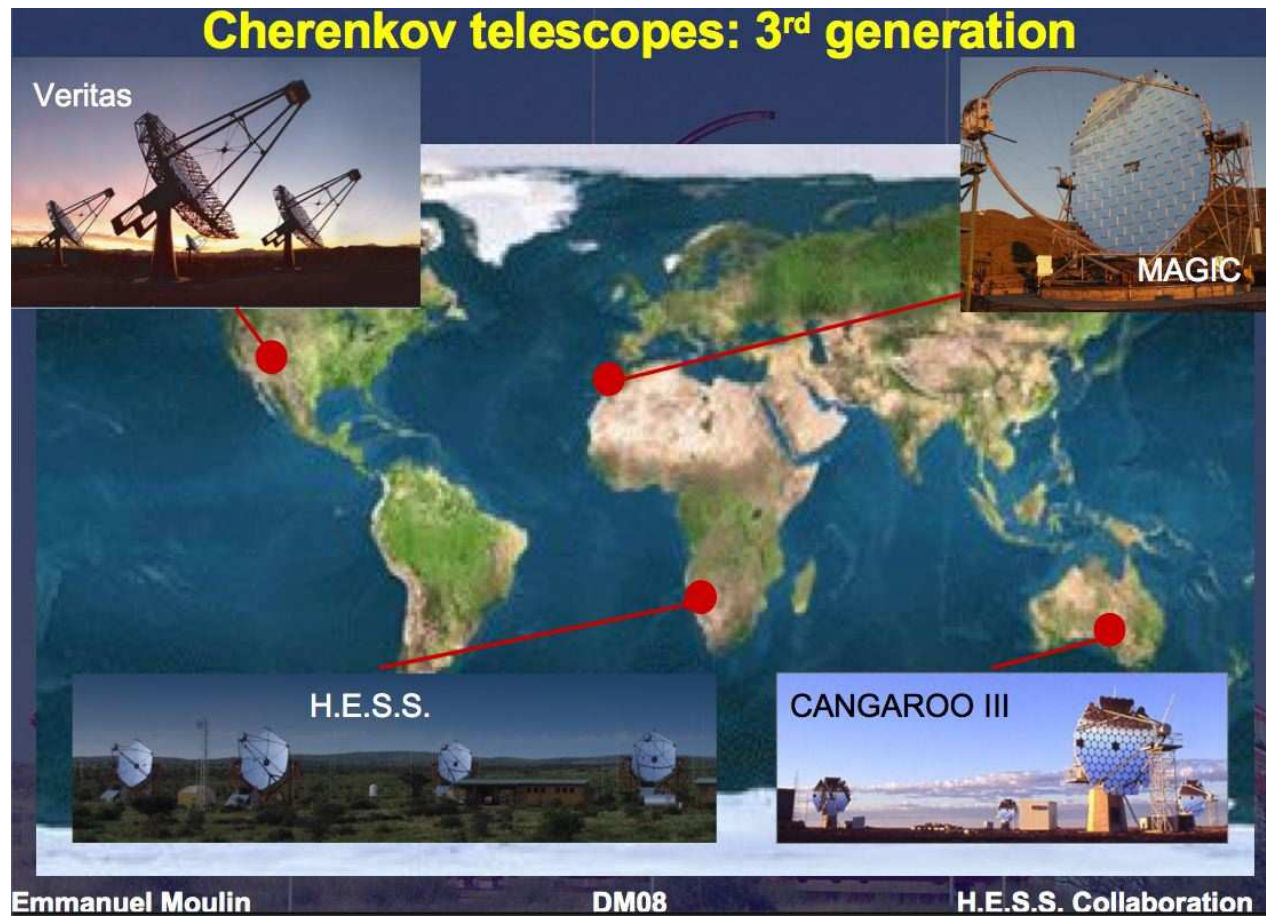 Cherenkov telescopes: 3rd generation
Veritas
MAGIC
H.E.S.S.
CANGAROO III
Emmanuel Moulin DM08 H.E.S.S. Collaboration